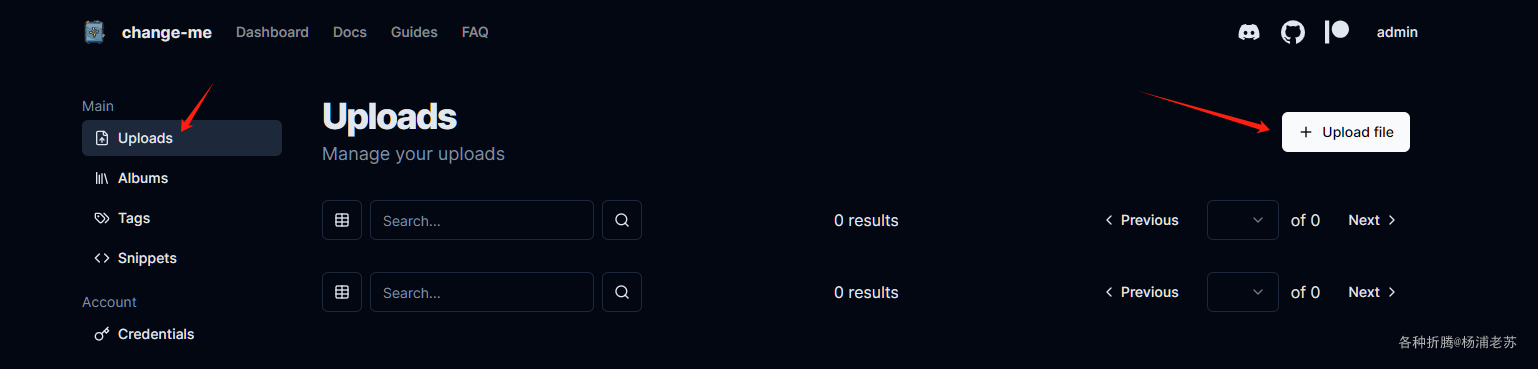 change-me Dashboard Docs Guides FAQ admin
Main
Uploads
Albums
Tags
Snippets
Account
Credentials
Uploads
Manage your uploads
+ Upload file
Search... 0 results Previous of 0 Next
Search... 0 results Previous of 0 Next
各种折腾@杨浦老苏